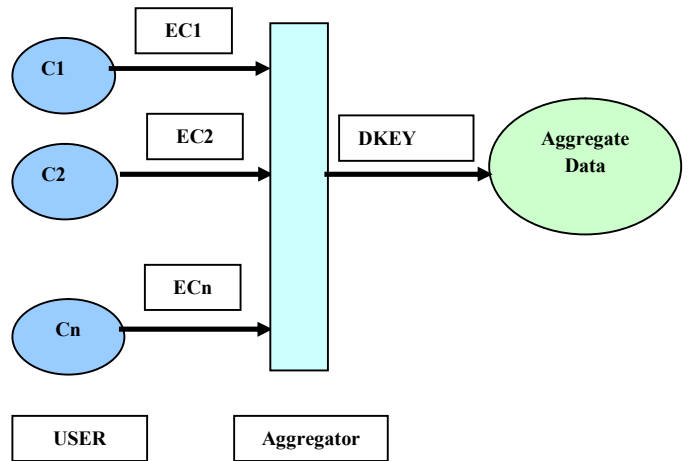 EC1
C1
EC2
C2
DKEY
Aggregate
Data
ECn
Cn
USER
Aggregator